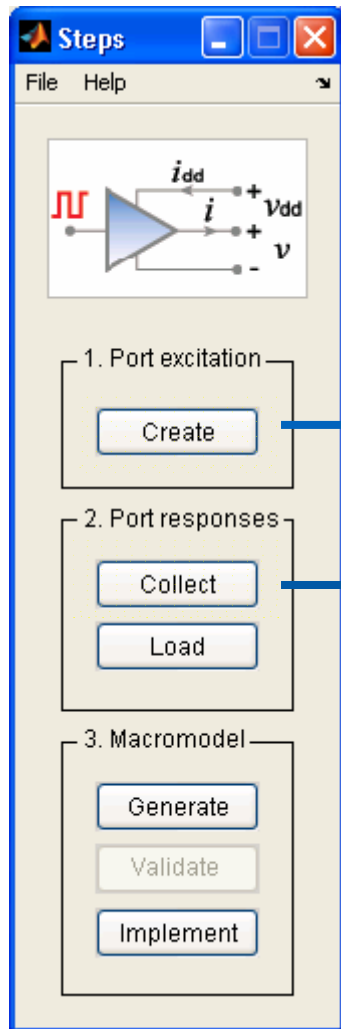 Steps
File Help
idd
+
vdd
i
+
v
-
1. Port excitation
Create
2. Port responses
Collect
Load
3. Macromodel
Generate
Validate
Implement